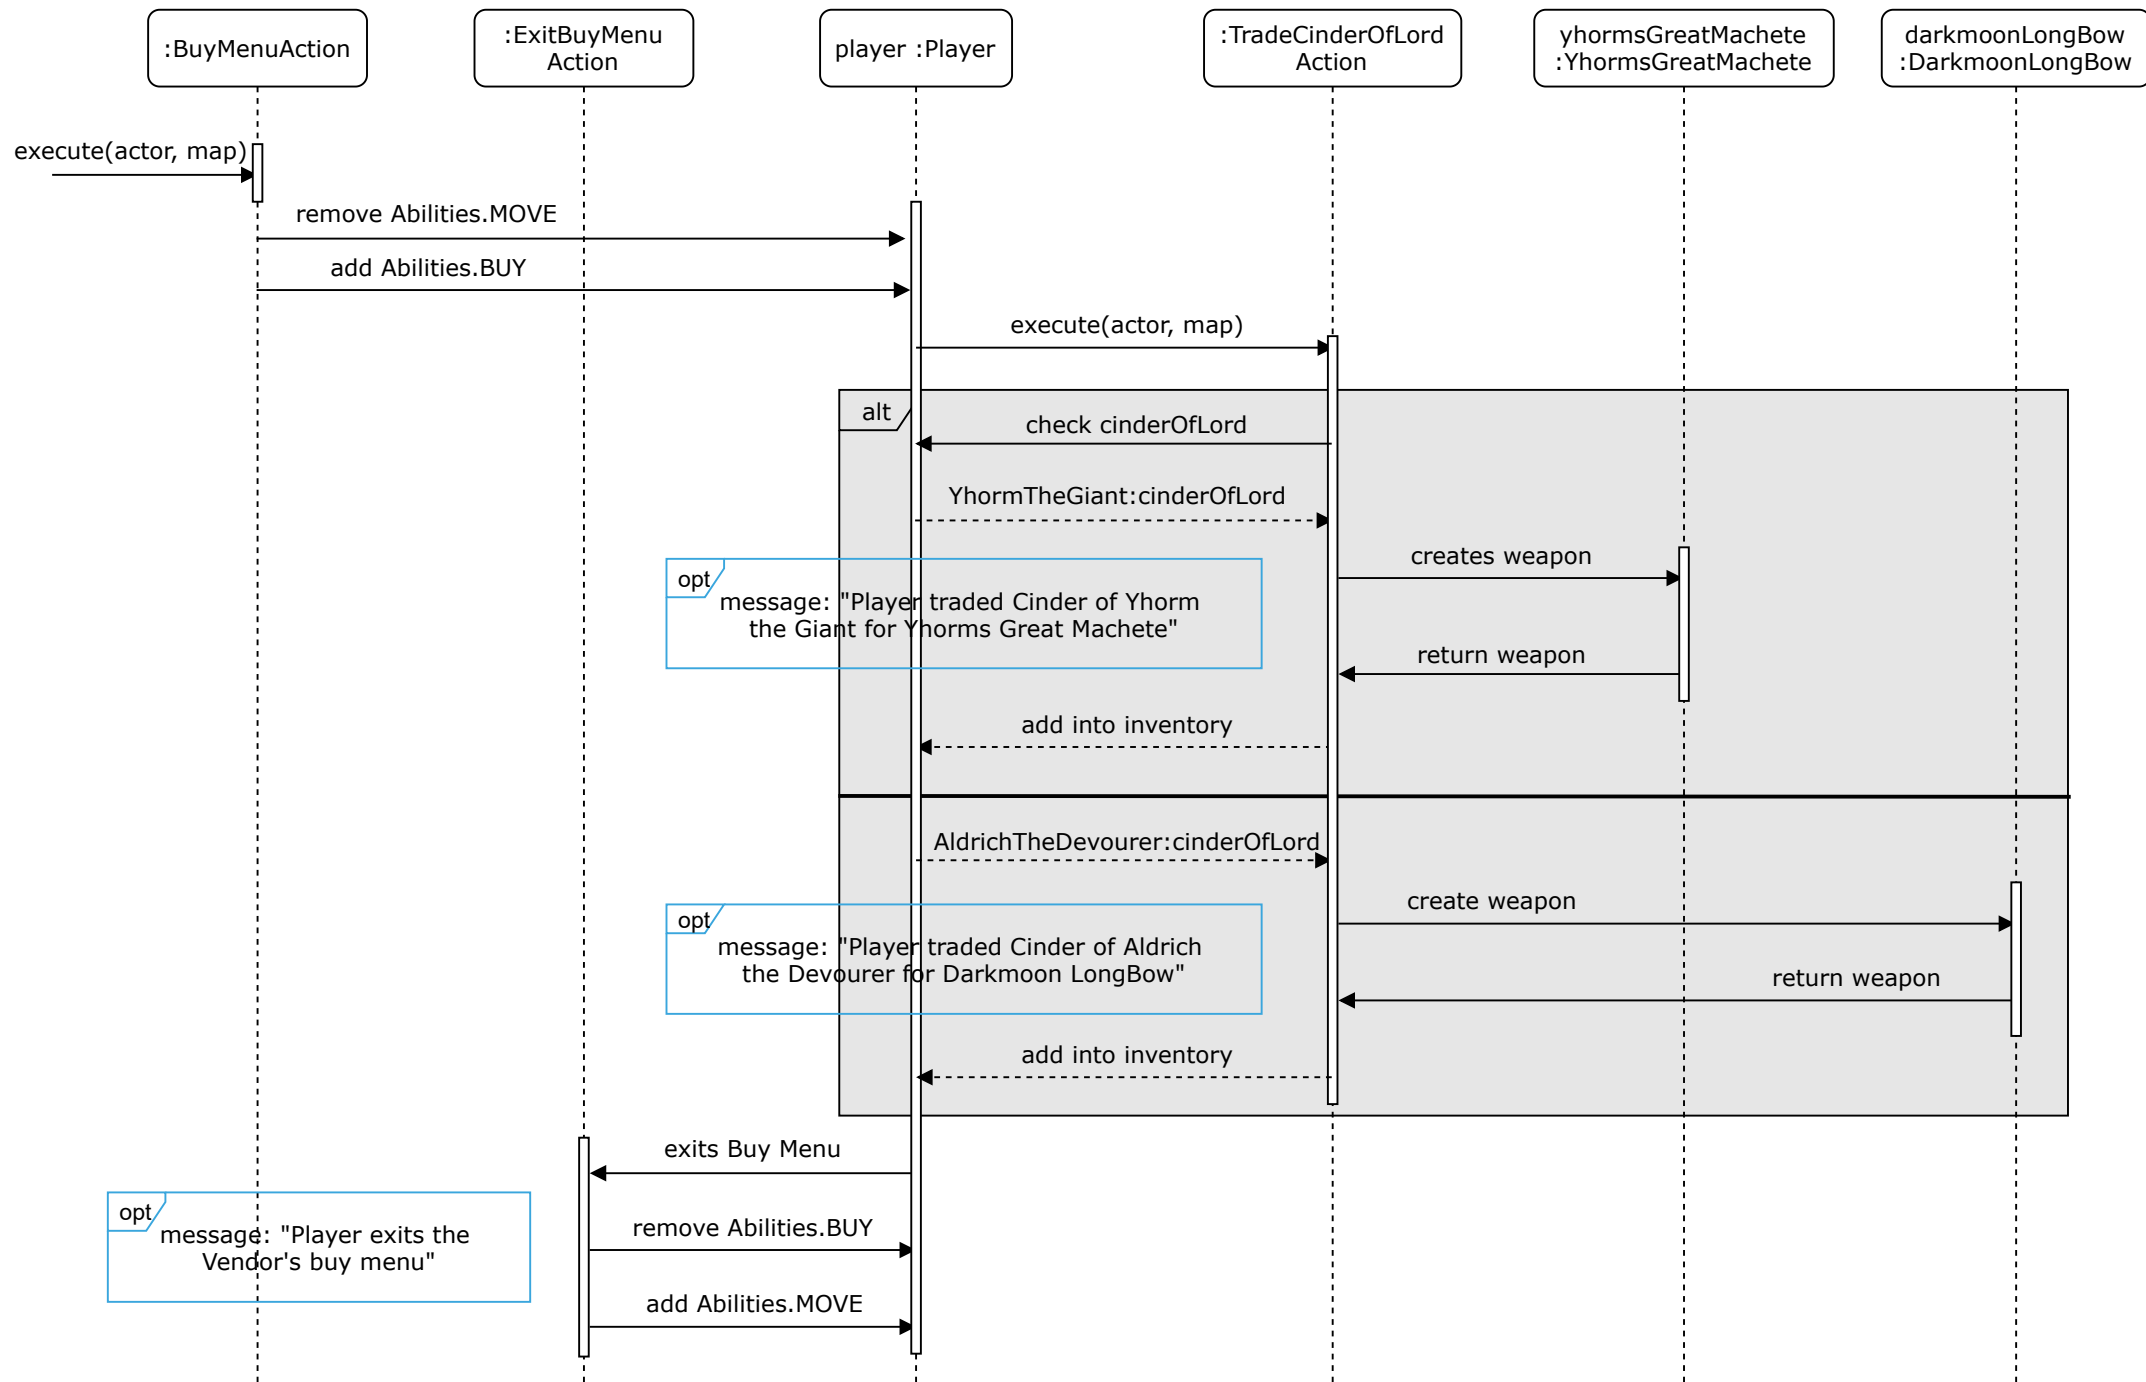 :BuyMenuAction
:ExitBuyMenu
Action
player :Player
:TradeCinderOfLord
Action
yhormsGreatMachete
:YhormsGreatMachete
darkmoonLongBow
:DarkmoonLongBow
execute(actor, map)
remove Abilities.MOVE
add Abilities.BUY
execute(actor, map)
alt
check cinderOfLord
YhormTheGiant:cinderOfLord
opt
message: "Player traded Cinder of Yhorm
the Giant for Yhorms Great Machete"
creates weapon
return weapon
add into inventory
AldrichTheDevourer:cinderOfLord
opt
message: "Player traded Cinder of Aldrich
the Devourer for Darkmoon LongBow"
create weapon
return weapon
add into inventory
exits Buy Menu
opt
message: "Player exits the
Vendor's buy menu"
remove Abilities.BUY
add Abilities.MOVE